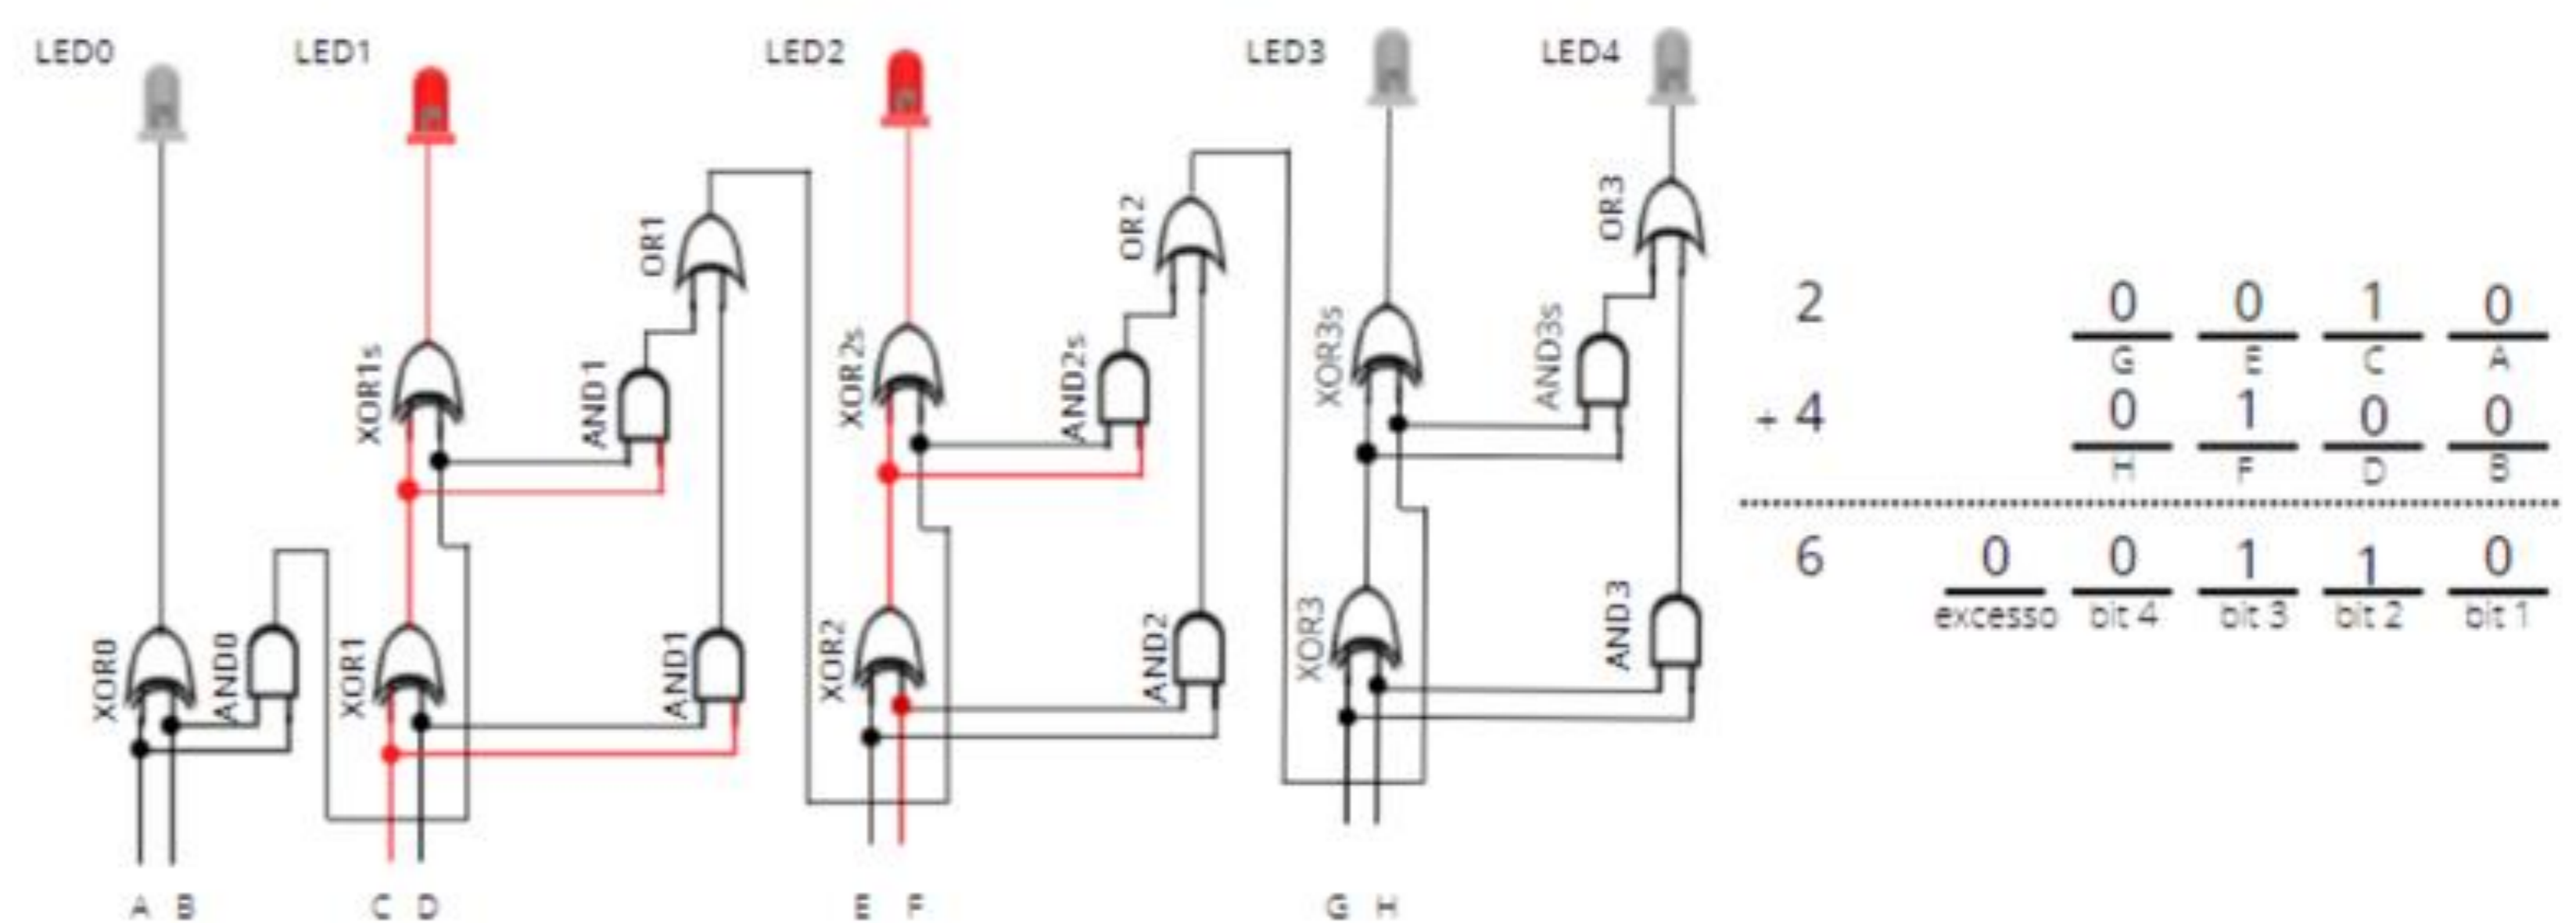 LED0
LED1
LED2
LED3
LED4
OR1
OR2
OR3
XOR1s
AND1
XOR2s
AND2s
XOR3s
AND3s
XOR0
AND0
XOR1
AND1
XOR2
AND2
XOR3
AND3
A B
C D
E F
G H
2 0 0 1 0
G E C A
+ 4 0 1 0 0
H F D B
6 0 0 1 1 0
excesso bit 4 bit 3 bit 2 bit 1